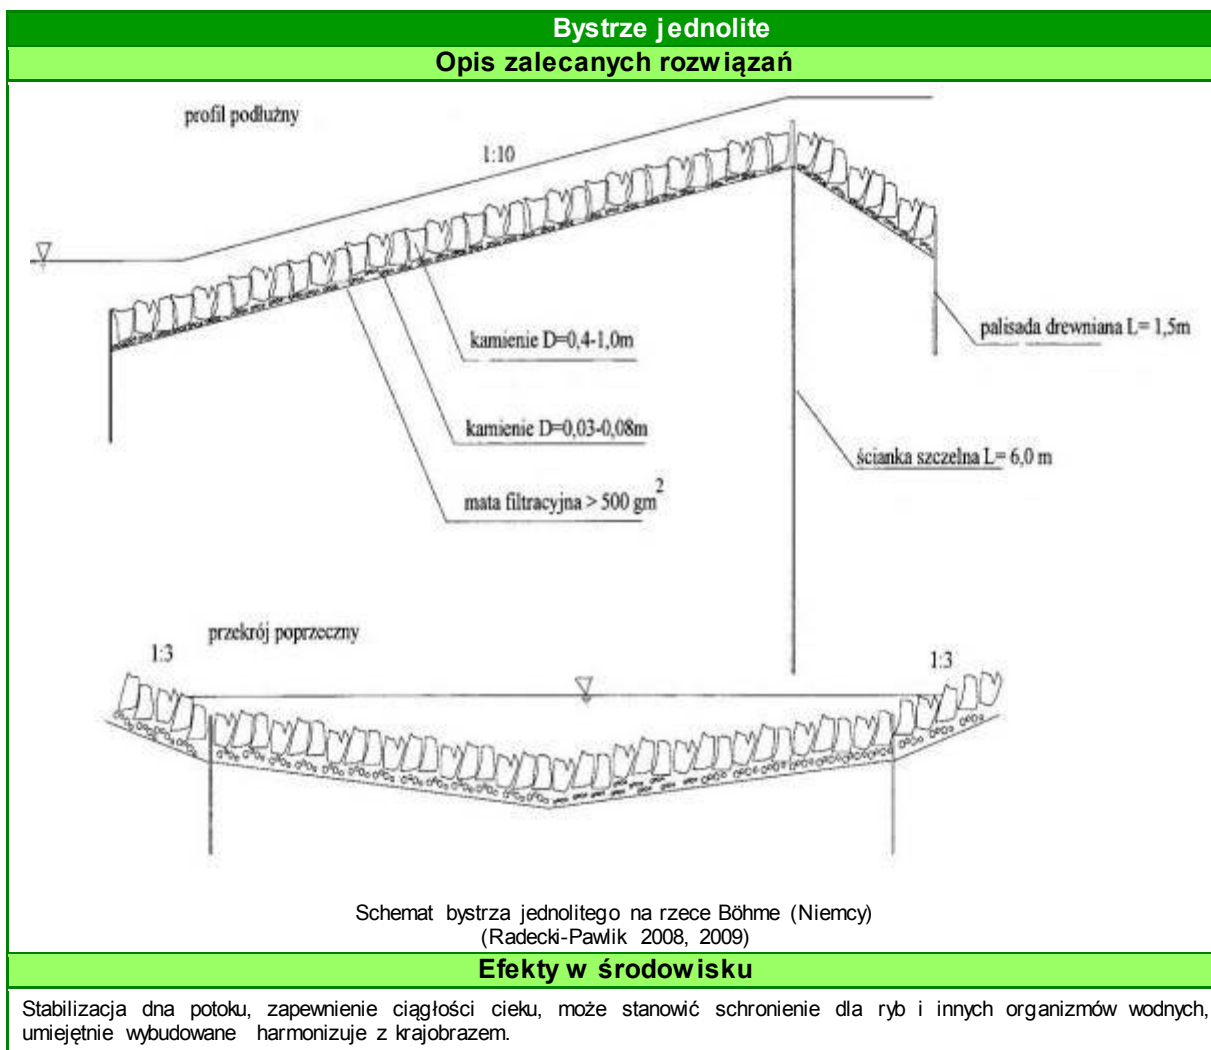 Bystrze jednolite
Opis zalecanych rozwiązań
profil podłużny
1:10
kamienie D=0,4-1,0m
palisada drewniana L= 1,5m
kamienie D=0,03-0,08m
ścianka szczelna L= 6,0 m
mata filtracyjna > 500 gm²
przekrój poprzeczny
1:3
1:3
Schemat bystrza jednolitego na rzece Böhme (Niemcy)
(Radecki-Pawlik 2008, 2009)
Efekty w środowisku
Stabilizacja dna potoku, zapewnienie ciągłości cieku, może stanowić schronienie dla ryb i innych organizmów wodnych,
umiejętnie wybudowane harmonizuje z krajobrazem.